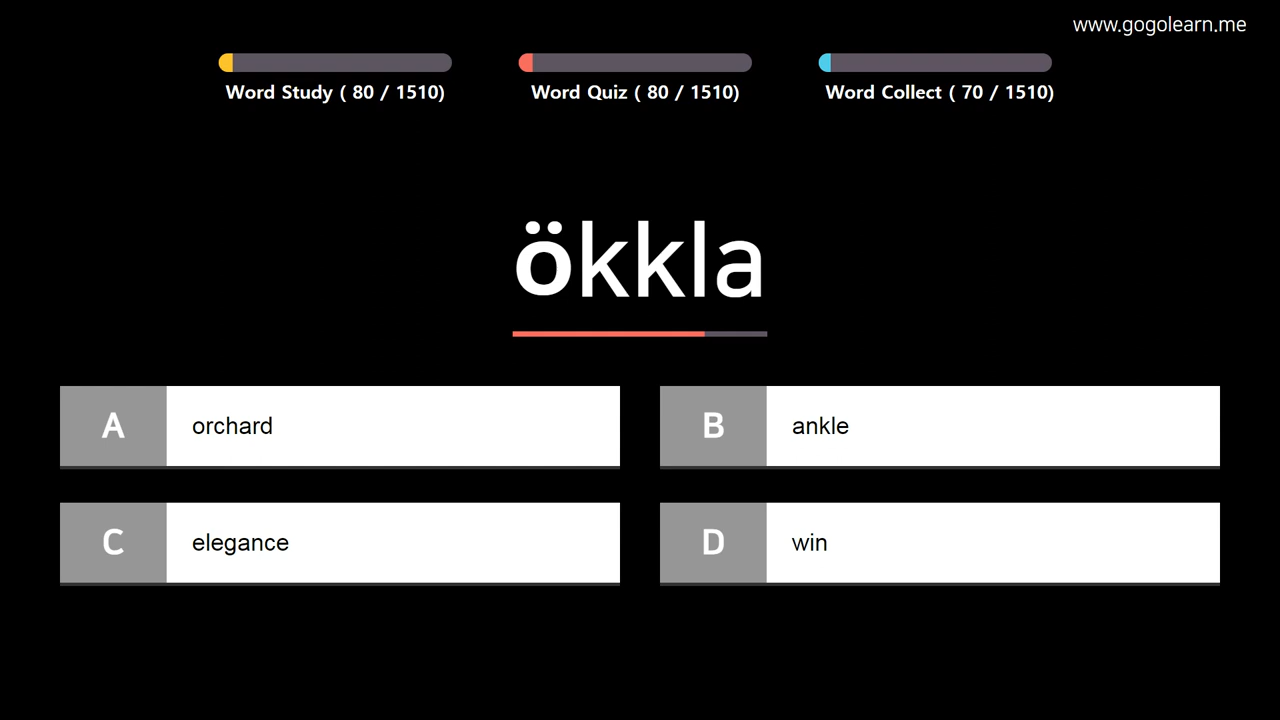 www.gogolearn.me
Word Study ( 80 / 1510)
Word Quiz ( 80 / 1510)
Word Collect ( 70 / 1510)
ökkla
A orchard
B ankle
C elegance
D win